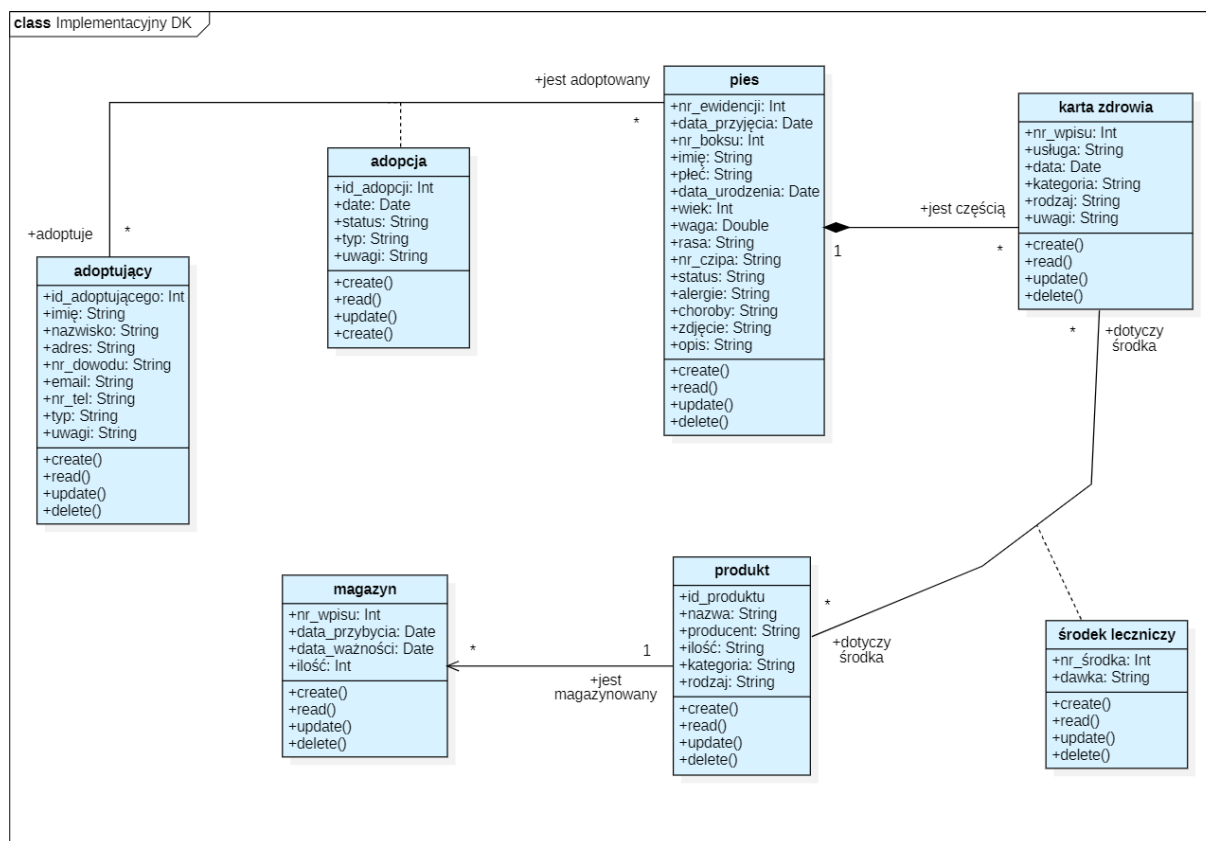 class Implementacyjny DK
+jest adoptowany
*
+adoptuje
*
adoptujący
+id_adoptującego: Int
+imię: String
+nazwisko: String
+adres: String
+nr_dowodu: String
+email: String
+nr_tel: String
+typ: String
+uwagi: String
+create()
+read()
+update()
+delete()
adopcja
+id_adopcji: Int
+date: Date
+status: String
+typ: String
+uwagi: String
+create()
+read()
+update()
+create()
pies
+nr_ewidencji: Int
+data_przyjęcia: Date
+nr_boksu: Int
+imię: String
+płeć: String
+data_urodzenia: Date
+wiek: Int
+waga: Double
+rasa: String
+nr_czipa: String
+status: String
+alergie: String
+choroby: String
+zdjęcie: String
+opis: String
+create()
+read()
+update()
+delete()
+jest częścią
1
*
karta zdrowia
+nr_wpisu: Int
+usługa: String
+data: Date
+kategoria: String
+rodzaj: String
+uwagi: String
+create()
+read()
+update()
+delete()
*
+dotyczy
środka
magazyn
+nr_wpisu: Int
+data_przybycia: Date
+data_ważności: Date
+ilość: Int
+create()
+read()
+update()
+delete()
*
1
+jest
magazynowany
produkt
+id_produktu
+nazwa: String
+producent: String
+ilość: String
+kategoria: String
+rodzaj: String
+create()
+read()
+update()
+delete()
*
+dotyczy
środka
środek leczniczy
+nr_środka: Int
+dawka: String
+create()
+read()
+update()
+delete()